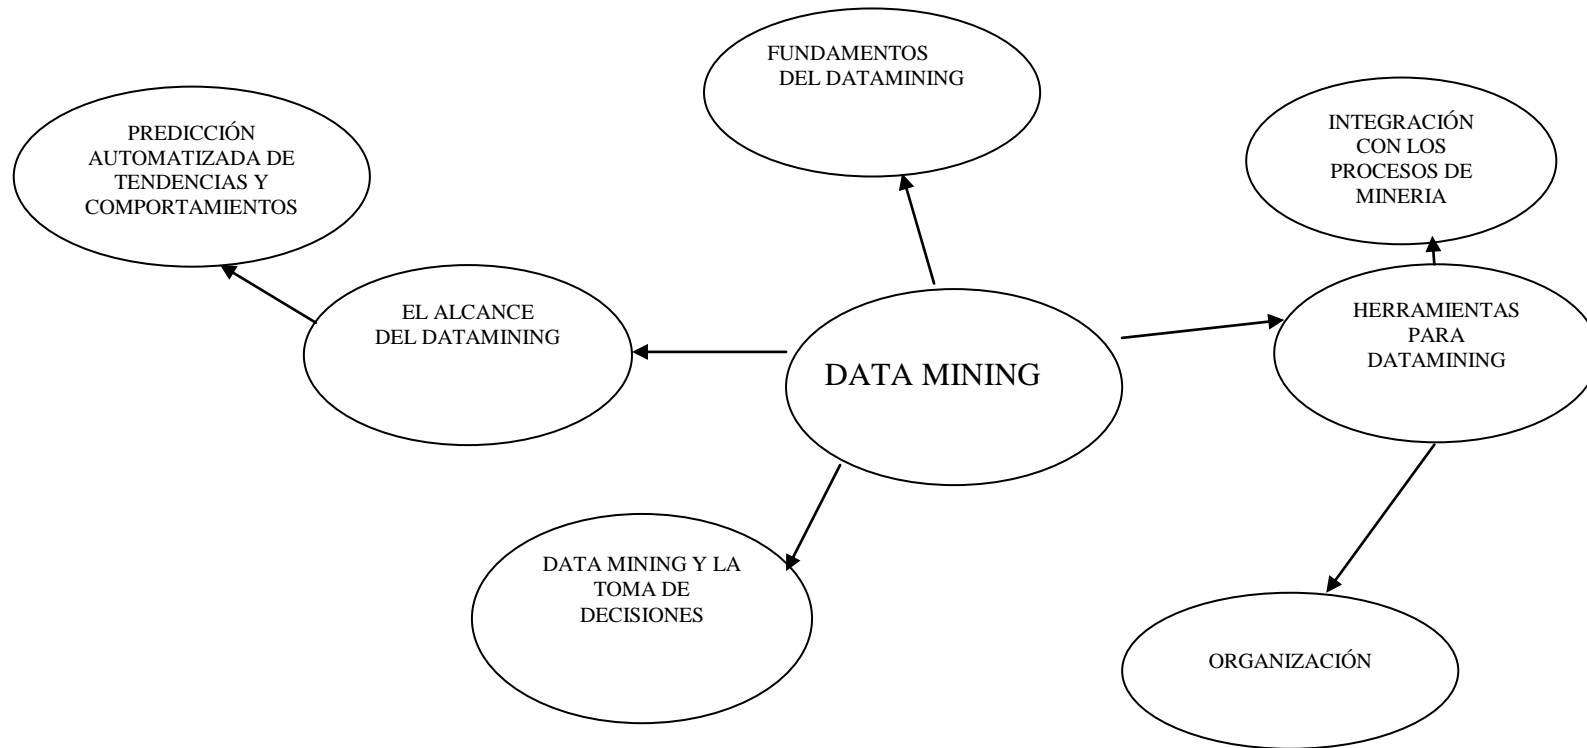 FUNDAMENTOS
DEL DATAMINING
PREDICCIÓN
AUTOMATIZADA DE
TENDENCIAS Y
COMPORTAMIENTOS
INTEGRACIÓN
CON LOS
PROCESOS DE
MINERIA
EL ALCANCE
DEL DATAMINING
DATA MINING
HERRAMIENTAS
PARA
DATAMINING
DATA MINING Y LA
TOMA DE
DECISIONES
ORGANIZACIÓN